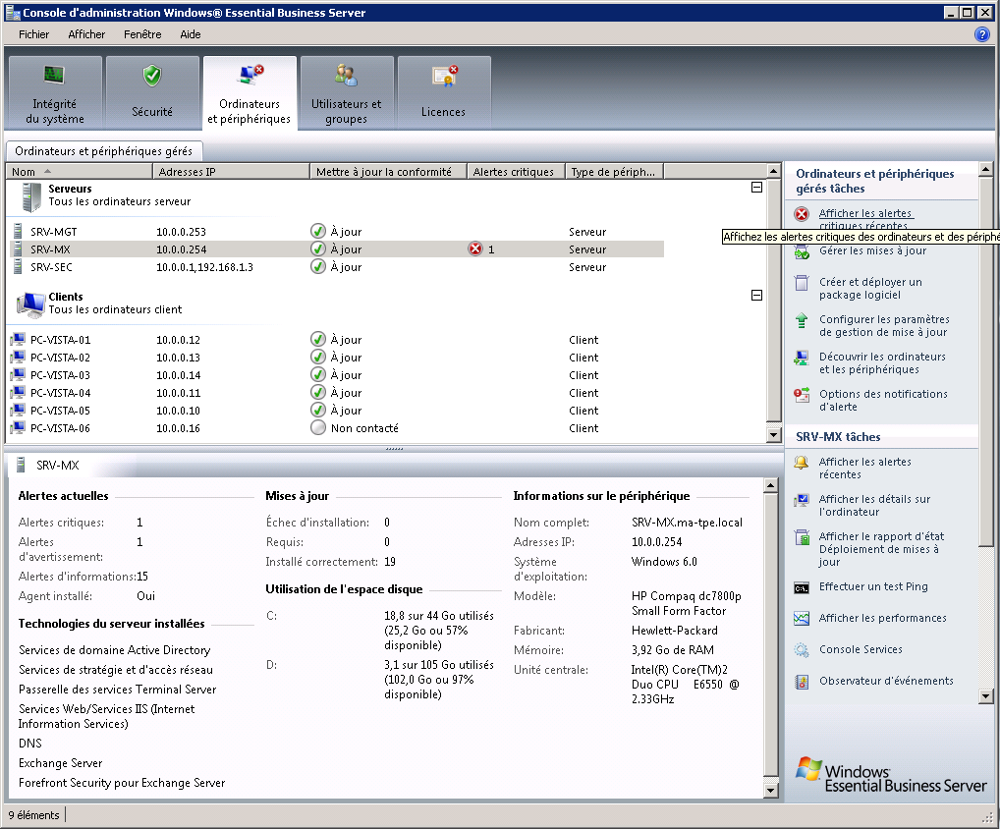 Console d'administration Windows® Essential Business Server
Fichier Afficher Fenêtre Aide
Intégrité du système
Sécurité
Ordinateurs et périphériques
Utilisateurs et groupes
Licences
Ordinateurs et périphériques gérés
Nom Adresses IP Mettre à jour la conformité Alertes critiques Type de périph...
Serveurs
Tous les ordinateurs serveur
SRV-MGT 10.0.0.253 À jour Serveur
SRV-MX 10.0.0.254 À jour 1 Serveur
SRV-SEC 10.0.0.1,192.168.1.3 À jour Serveur
Clients
Tous les ordinateurs client
PC-VISTA-01 10.0.0.12 À jour Client
PC-VISTA-02 10.0.0.13 À jour Client
PC-VISTA-03 10.0.0.14 À jour Client
PC-VISTA-04 10.0.0.11 À jour Client
PC-VISTA-05 10.0.0.10 À jour Client
PC-VISTA-06 10.0.0.16 Non contacté Client
SRV-MX
Alertes actuelles
Alertes critiques: 1
Alertes 1
d'avertissement:
Alertes d'informations: 15
Agent installé: Oui
Technologies du serveur installées
Services de domaine Active Directory
Services de stratégie et d'accès réseau
Passerelle des services Terminal Server
Services Web/Services IIS (Internet
Information Services)
DNS
Exchange Server
Forefront Security pour Exchange Server
Mises à jour
Échec d'installation: 0
Requis: 0
Installé correctement: 19
Utilisation de l'espace disque
C: 18,8 sur 44 Go utilisés
(25,2 Go ou 57%
disponible)
D: 3,1 sur 105 Go utilisés
(102,0 Go ou 97%
disponible)
Informations sur le périphérique
Nom complet: SRV-MX.ma-tpe.local
Adresses IP: 10.0.0.254
Système Windows 6.0
d'exploitation:
Modèle: HP Compaq dc7800p
Small Form Factor
Fabricant: Hewlett-Packard
Mémoire: 3,92 Go de RAM
Unité centrale: Intel(R) Core(TM)2
Duo CPU E6550 @
2.33GHz
Ordinateurs et périphériques
gérés tâches
Afficher les alertes
critiques récentes
Affichez les alertes critiques des ordinateurs et des périphé
Gérer les mises à jour
Créer et déployer un
package logiciel
Configurer les paramètres
de gestion de mise à jour
Découvrir les ordinateurs
et les périphériques
Options des notifications
d'alerte
SRV-MX tâches
Afficher les alertes
récentes
Afficher les détails sur
l'ordinateur
Afficher le rapport d'état
Déploiement de mises à
jour
Effectuer un test Ping
Afficher les performances
Console Services
Observateur d'événements
Windows
Essential Business Server
9 éléments